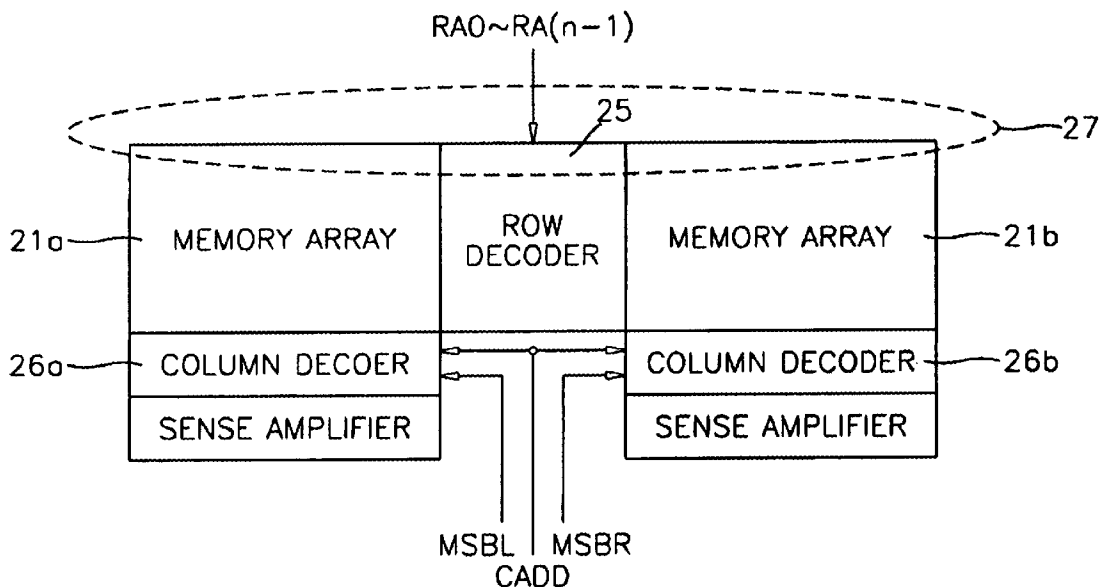 RA0~RA(n-1)
25
27
21a
MEMORY ARRAY
ROW
DECODER
MEMORY ARRAY
21b
26a
COLUMN DECOER
COLUMN DECODER
26b
SENSE AMPLIFIER
SENSE AMPLIFIER
MSBL
MSBR
CADD